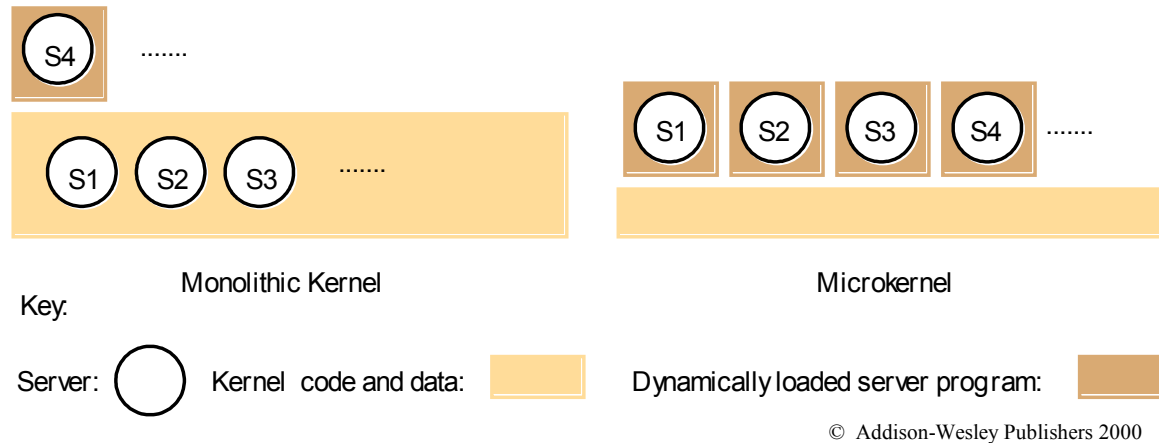 S4 .......
S1 S2 S3 .......
S1 S2 S3 S4 .......
Monolithic Kernel
Microkernel
Key:
Server:
Kernel code and data:
Dynamically loaded server program:
© Addison-Wesley Publishers 2000